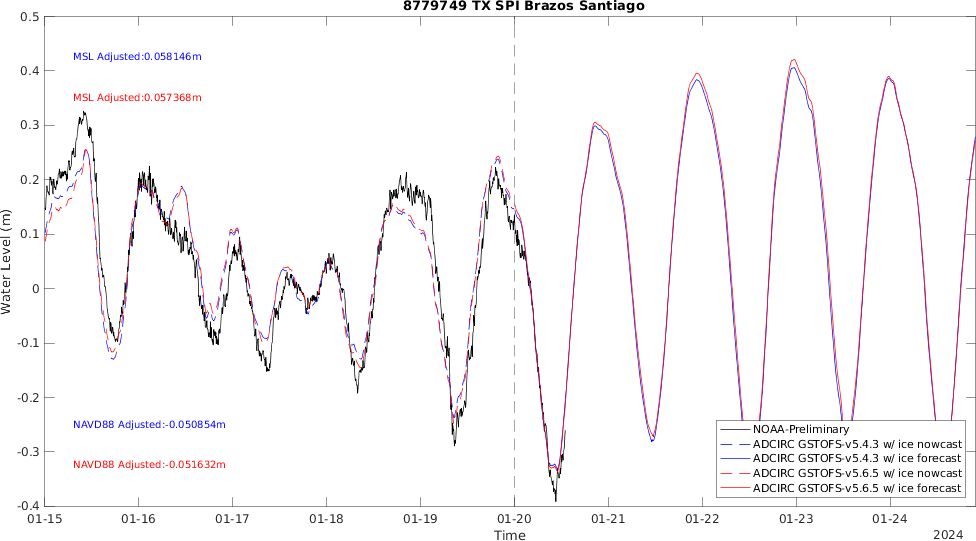 8779749 TX SPI Brazos Santiago
0.5
0.4
0.3
0.2
0.1
0
-0.1
-0.2
-0.3
-0.4
Water Level (m)
MSL Adjusted:0.058146m
MSL Adjusted:0.057368m
NAVD88 Adjusted:-0.050854m
NAVD88 Adjusted:-0.051632m
NOAA-Preliminary
ADCIRC GSTOFS-v5.4.3 w/ ice nowcast
ADCIRC GSTOFS-v5.4.3 w/ ice forecast
ADCIRC GSTOFS-v5.6.5 w/ ice nowcast
ADCIRC GSTOFS-v5.6.5 w/ ice forecast
01-15 01-16 01-17 01-18 01-19 01-20 01-21 01-22 01-23 01-24
Time
2024